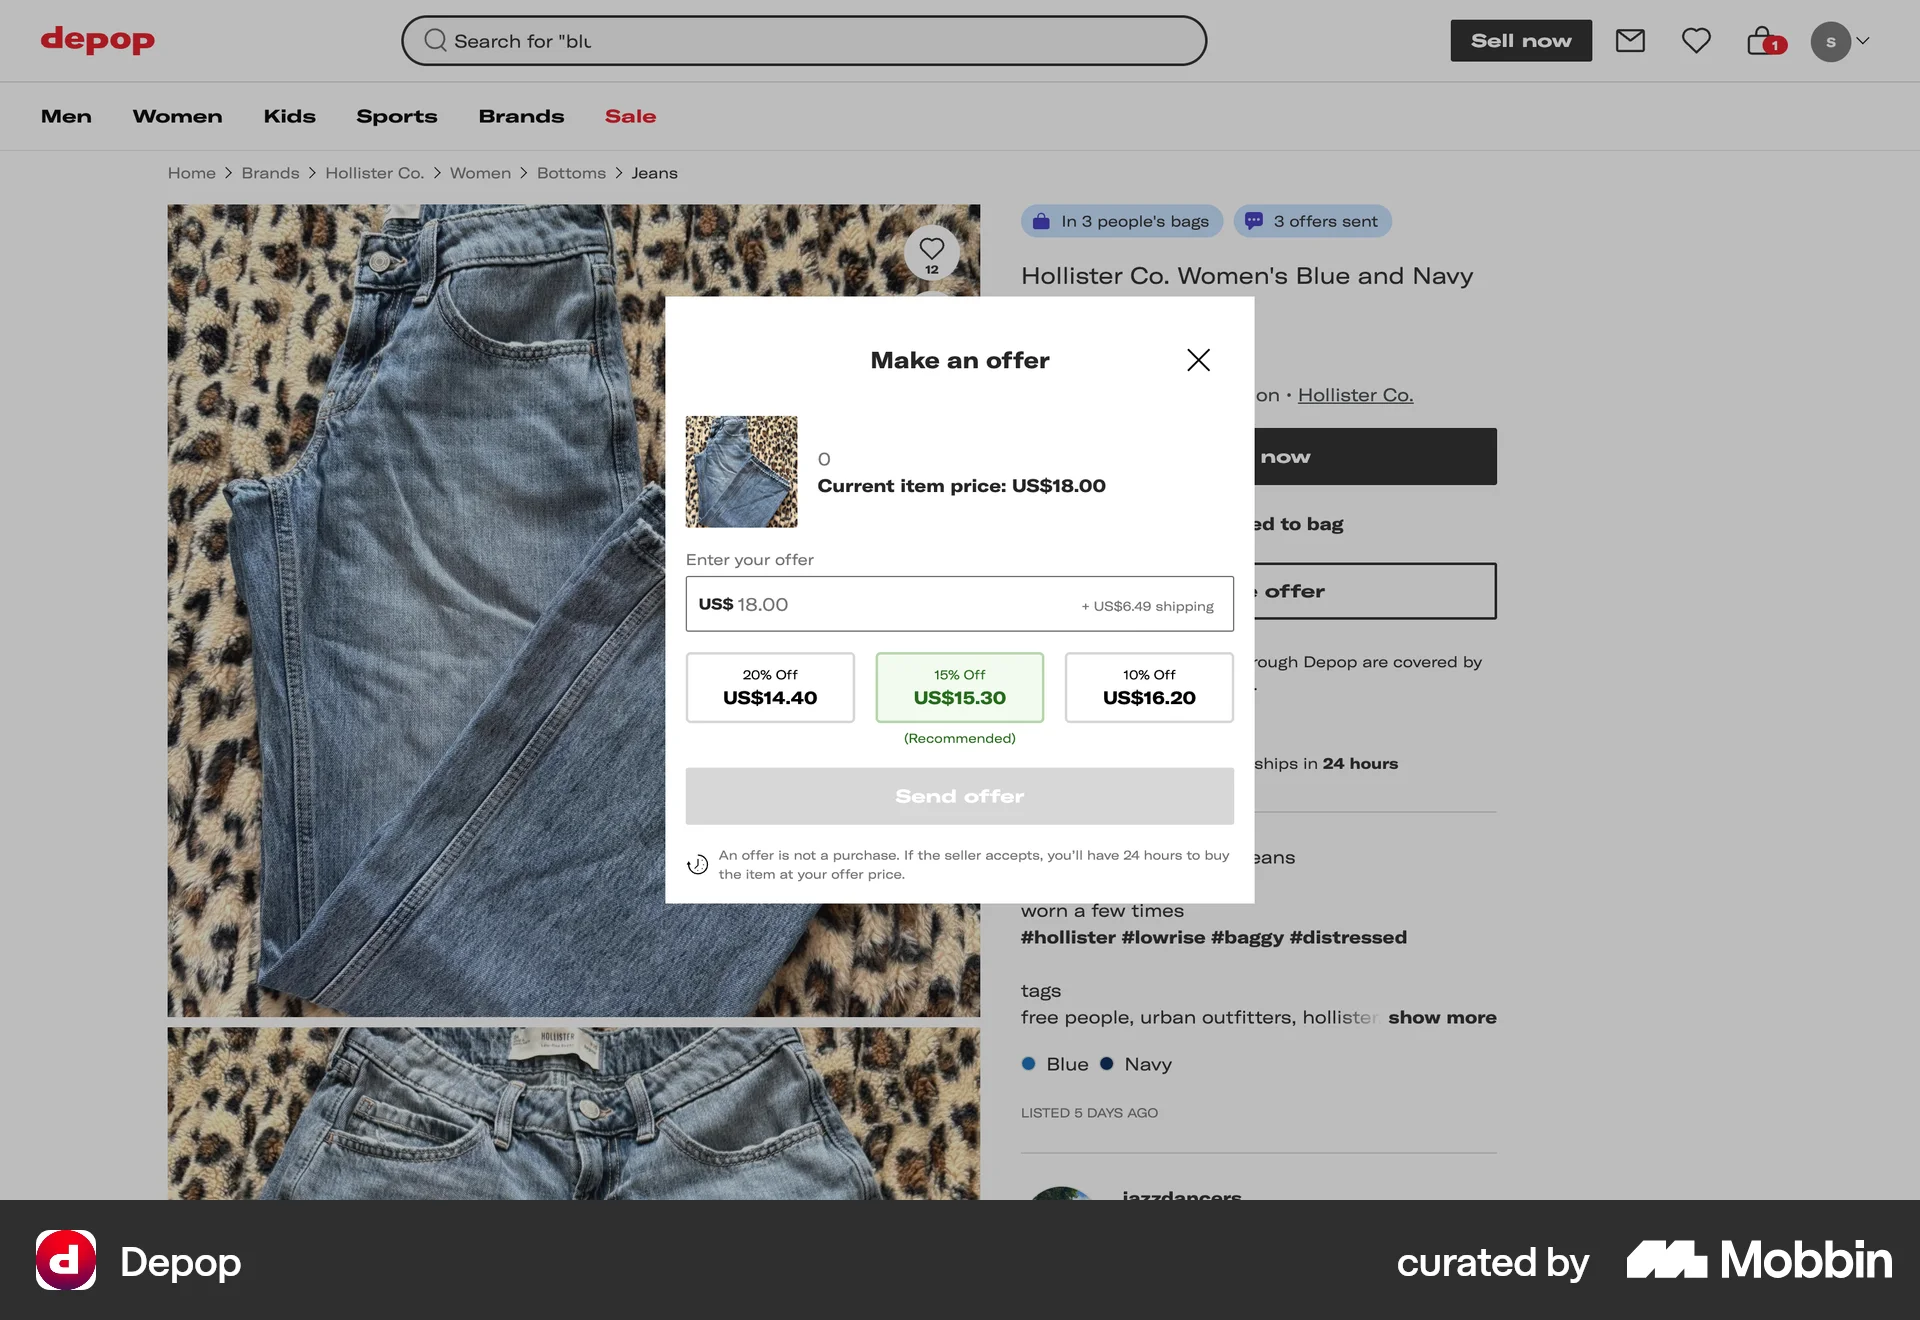 depop
Search for "blu
Sell now
1
S
Men
Women
Kids
Sports
Brands
Sale
Home > Brands > Hollister Co. > Women > Bottoms > Jeans
12
In 3 people's bags
3 offers sent
Hollister Co. Women's Blue and Navy
on • Hollister Co.
now
ed to bag
offer
rough Depop are covered by
ships in 24 hours
eans
worn a few times
#hollister #lowrise #baggy #distressed
tags
free people, urban outfitters, hollister show more
Blue
Navy
LISTED 5 DAYS AGO
jazzdancers
Make an offer
0
Current item price: US$18.00
Enter your offer
US$ 18.00
+ US$6.49 shipping
20% Off
US$14.40
15% Off
US$15.30
(Recommended)
10% Off
US$16.20
Send offer
An offer is not a purchase. If the seller accepts, you'll have 24 hours to buy
the item at your offer price.
HOLLISTER
d
Depop
curated by
Mobbin